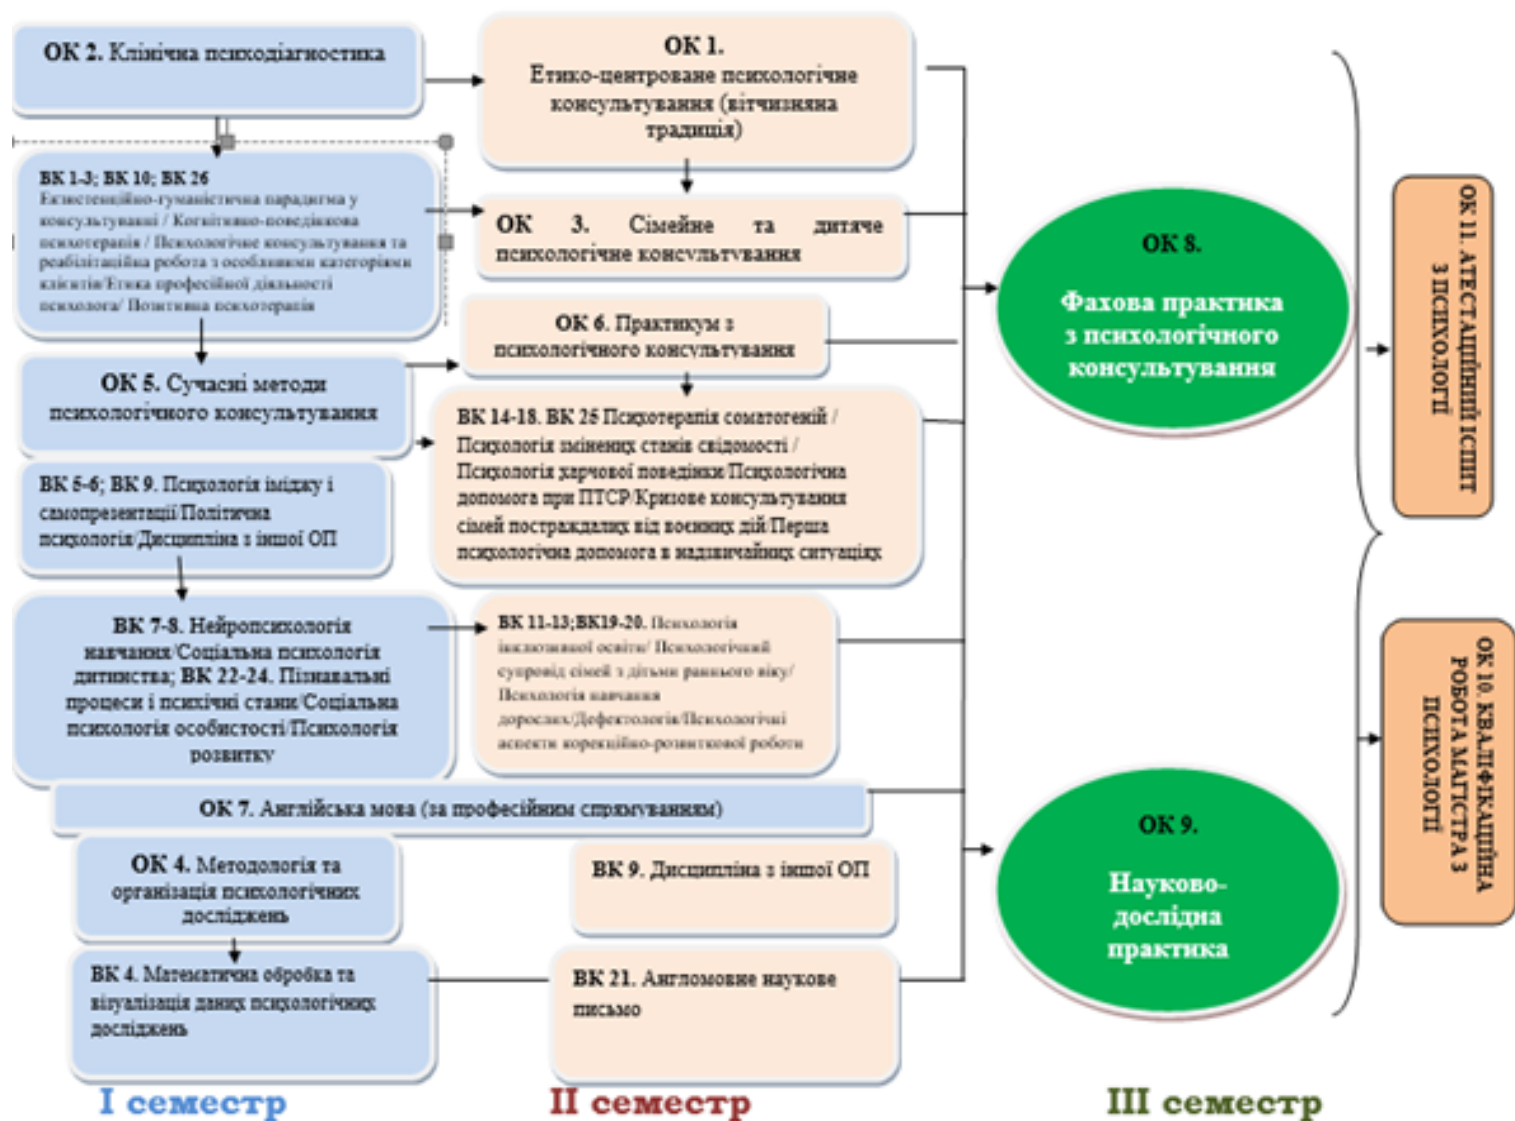 ОК 2. Клінічна психодіагностика
ОК 1.
Етико-центроване психологічне
консультування (вітчизняна
традиція)
ВК 1-3; ВК 10; ВК 26
Екзистенційно-гуманістична парадигма у
консультуванні / Когнітивно-поведінкова
психотерапія / Психологічне консультування та
реабілітаційна робота з особливими категоріями
клієнтів/Етика професійної діяльності
психолога/ Позитивна психотерапія
ОК 3. Сімейне та дитяче
психологічне консультування
ОК 6. Практикум з
психологічного консультування
ОК 5. Сучасні методи
психологічного консультування
ВК 14-18. ВК 25 Психотерапія соматогеній /
Психологія змінених станів свідомості /
Психологія харчової поведінки/Психологічна
допомога при ПТСР/Кризове консультування
сімей постраждалих від воєнних дій/Перша
психологічна допомога в надзвичайних ситуаціях
ВК 5-6; ВК 9. Психологія іміджу і
самопрезентації/Політична
психологія/Дисципліна з іншої ОП
ВК 7-8. Нейропсихологія
навчання/Соціальна психологія
дитинства; ВК 22-24. Пізнавальні
процеси і психічні стани/Соціальна
психологія особистості/Психологія
розвитку
ВК 11-13;ВК19-20. Психологія
інклюзивної освіти/ Психологічний
супровід сімей з дітьми раннього віку/
Психологія навчання
дорослих/Дефектологія/Психологічні
аспекти корекційно-розвиткової роботи
ОК 7. Англійська мова (за професійним спрямуванням)
ОК 4. Методологія та
організація психологічних
досліджень
ВК 9. Дисципліна з іншої ОП
ВК 4. Математична обробка та
візуалізація даних психологічних
досліджень
ВК 21. Англомовне наукове
письмо
ОК 8.
Фахова практика
з психологічного
консультування
ОК 9.
Науково-
дослідна
практика
ОК 11. АТЕСТАЦІЙНИЙ ІСПИТ
З ПСИХОЛОГІЇ
ОК 10. КВАЛІФІКАЦІЙНА
РОБОТА МАГІСТРА З
ПСИХОЛОГІЇ
I семестр
II семестр
III семестр